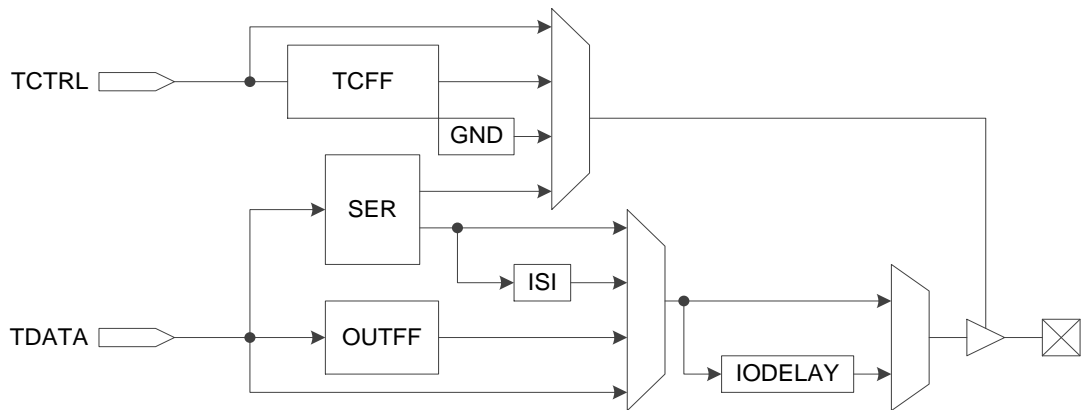 TCTRL
TCFF
GND
SER
ISI
TDATA
OUTFF
IODELAY